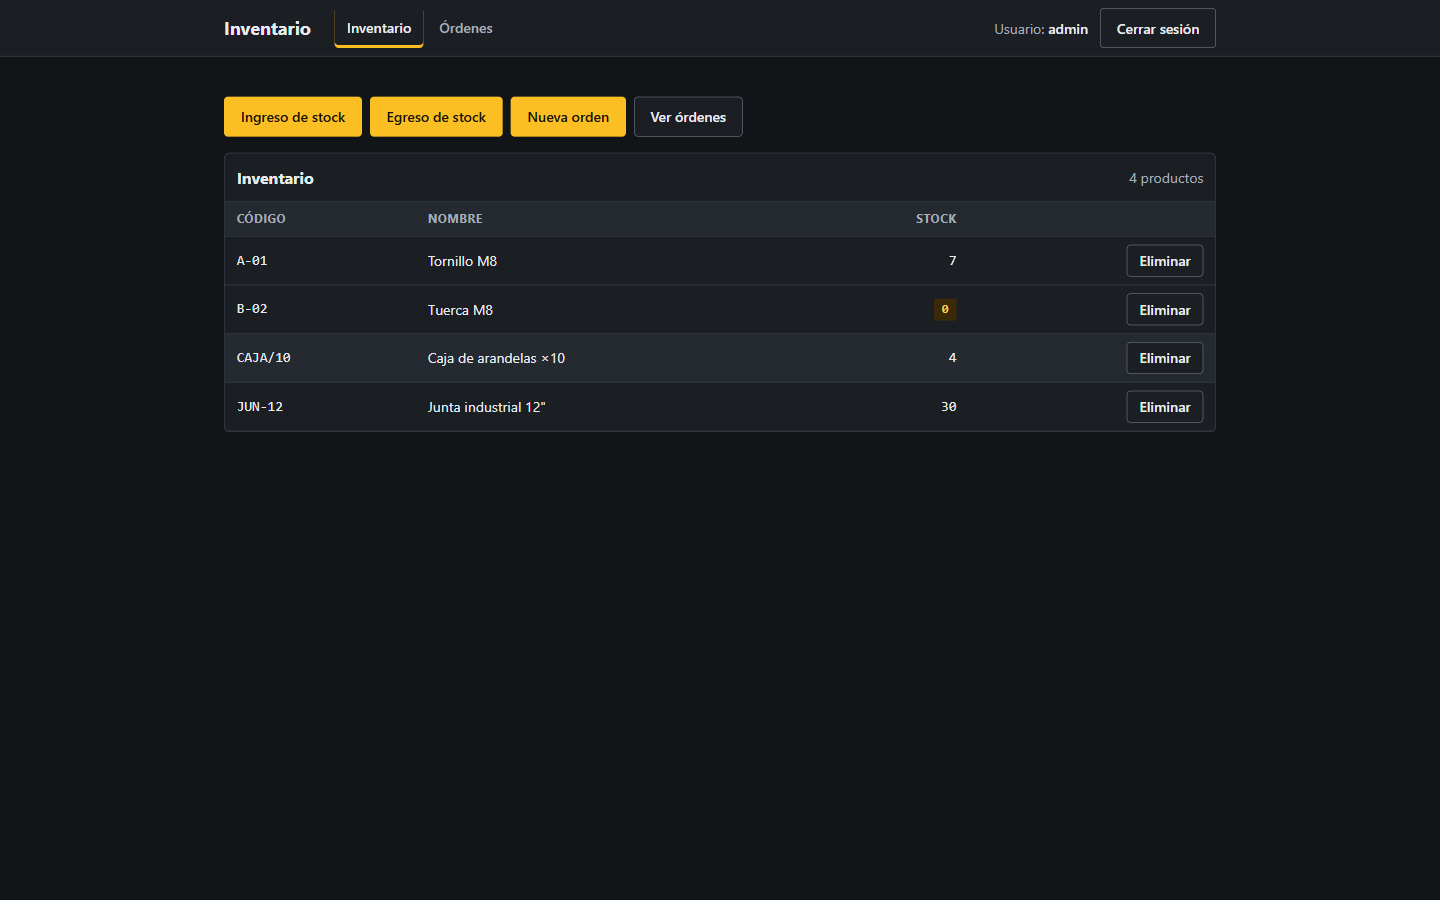 Inventario Inventario Órdenes Usuario: admin Cerrar sesión
Ingreso de stock Egreso de stock Nueva orden Ver órdenes
Inventario 4 productos
CÓDIGO NOMBRE STOCK
A-01 Tornillo M8 7 Eliminar
B-02 Tuerca M8 0 Eliminar
CAJA/10 Caja de arandelas ×10 4 Eliminar
JUN-12 Junta industrial 12" 30 Eliminar